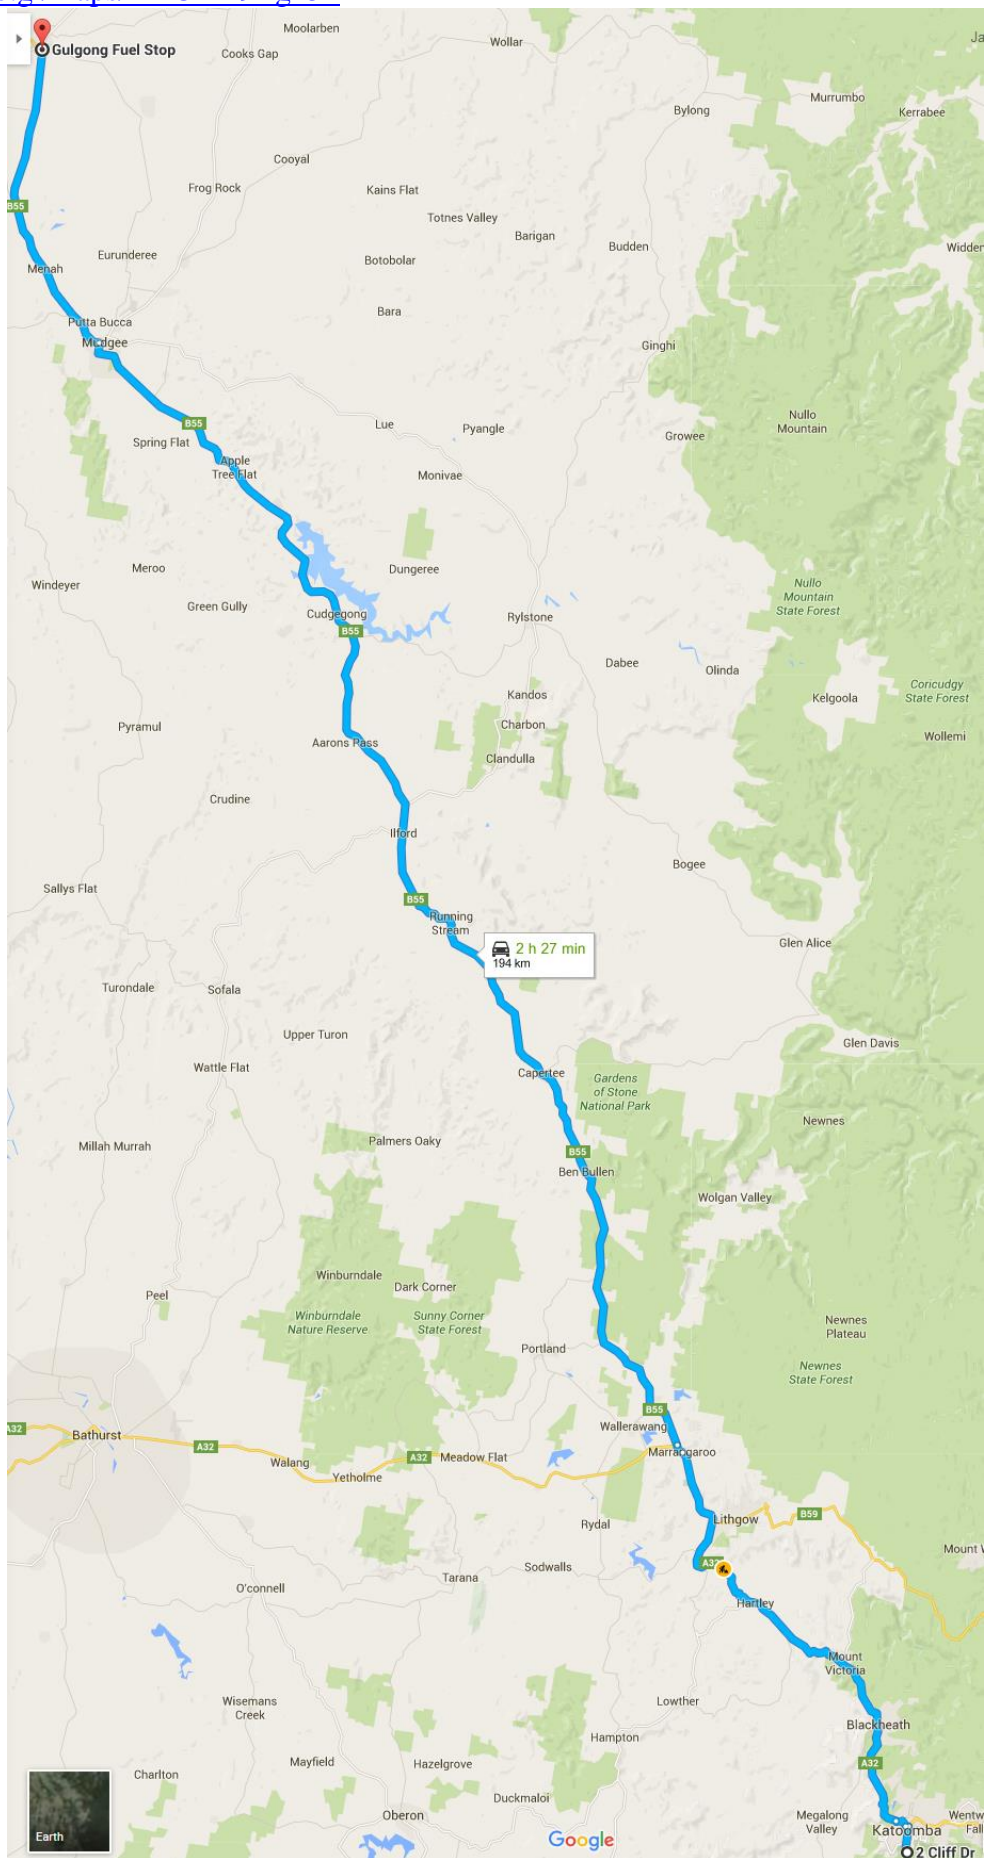 Moolarben
Wollar
Gulgong Fuel Stop
Cooks Gap
Murrumbo
Bylong
Kerrabee
Cooyal
Frog Rock
Kains Flat
B55
Totnes Valley
Barigan
Budden
Widden
Eurunderee
Botobolar
Menah
Bara
Putta Bucca
Mudgee
Ginghi
Nullo
Mountain
B55
Lue
Pyangle
Growee
Spring Flat
Apple
Tree Flat
Monivae
Meroo
Dungeree
Windeyer
Nullo
Mountain
State Forest
Green Gully
Cudgegong
Rylstone
B55
Dabee
Olinda
Coricudgy
State Forest
Kandos
Kelgoola
Pyramul
Charbon
Wollemi
Aarons Pass
Clandulla
Crudine
Ilford
Bogee
Sallys Flat
B55
Running
Stream
Glen Alice
2 h 27 min
194 km
Turondale
Sofala
Upper Turon
Glen Davis
Wattle Flat
Capertee
Gardens
of Stone
National Park
Newnes
Millah Murrah
Palmers Oaky
B55
Ben Bullen
Wolgan Valley
Winburndale
Dark Corner
Peel
Winburndale
Nature Reserve
Sunny Corner
State Forest
Newnes
Plateau
Portland
Newnes
State Forest
B55
A32
Bathurst
Wallerawang
A32
Marrangaroo
A32
Meadow Flat
Walang
Yetholme
B59
Lithgow
Rydal
Mount
A32
Sodwalls
Tarana
O'connell
Hartley
Mount
Victoria
Wisemans
Creek
Lowther
Blackheath
Hampton
Mayfield
Hazelgrove
A32
Charlton
Duckmaloi
Oberon
Megalong
Valley
Katoomba
Earth
Google
2 Cliff Dr